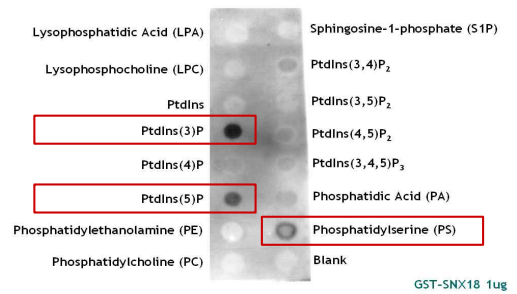 Lysophosphatidic Acid (LPA)
Lysophosphocholine (LPC)
PtdIns
PtdIns(3)P
PtdIns(4)P
PtdIns(5)P
Phosphatidylethanolamine (PE)
Phosphatidylcholine (PC)
Sphingosine-1-phosphate (S1P)
PtdIns(3,4)P₂
PtdIns(3,5)P₂
PtdIns(4,5)P₂
PtdIns(3,4,5)P₃
Phosphatidic Acid (PA)
Phosphatidylserine (PS)
Blank
GST-SNX18 1ug